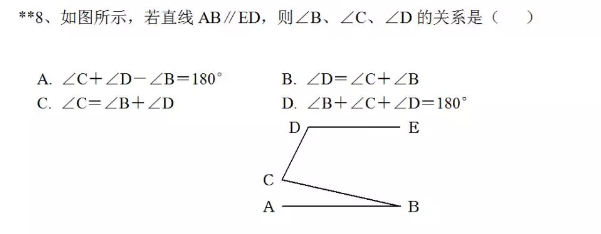 **8、如图所示，若直线 AB∥ED，则∠B、∠C、∠D 的关系是（　　）
A. ∠C＋∠D－∠B＝180° B. ∠D＝∠C＋∠B
C. ∠C＝∠B＋∠D D. ∠B＋∠C＋∠D＝180°
D E
C
A B